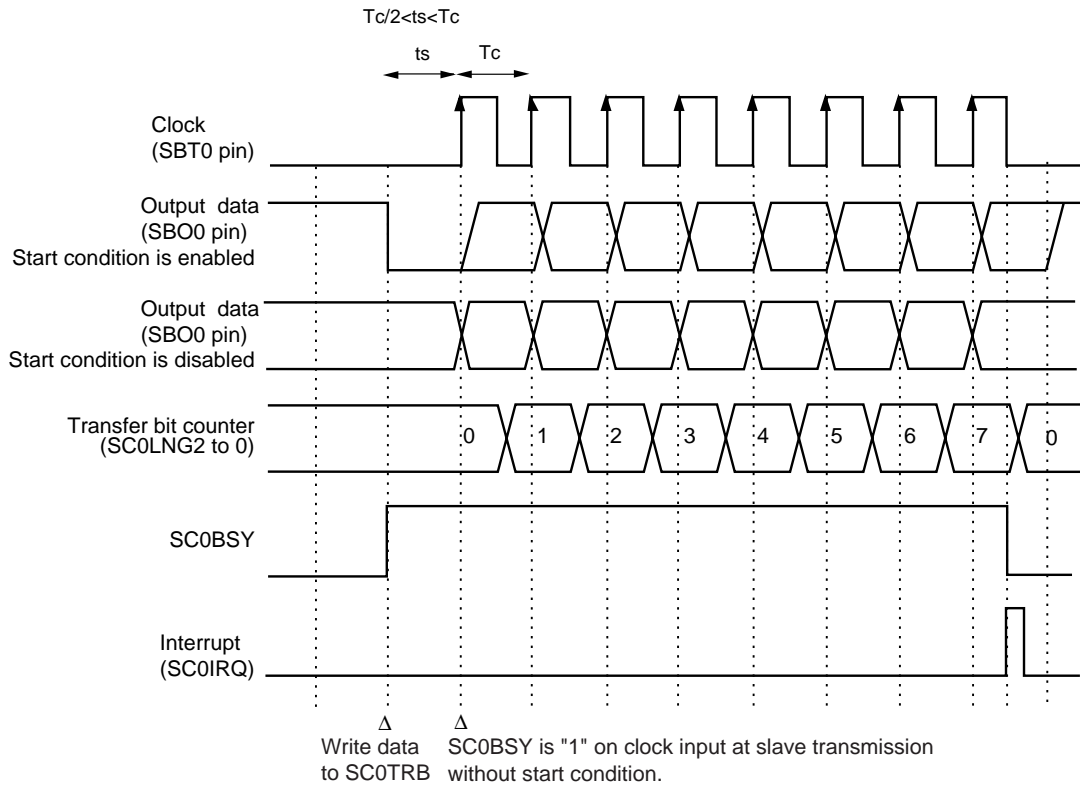 Tc/2<ts<Tc
ts
Tc
Clock
(SBT0 pin)
Output data
(SBO0 pin)
Start condition is enabled
Output data
(SBO0 pin)
Start condition is disabled
Transfer bit counter
(SC0LNG2 to 0)
0 1 2 3 4 5 6 7 0
SC0BSY
Interrupt
(SC0IRQ)
Δ Δ
Write data
to SC0TRB
SC0BSY is "1" on clock input at slave transmission
without start condition.